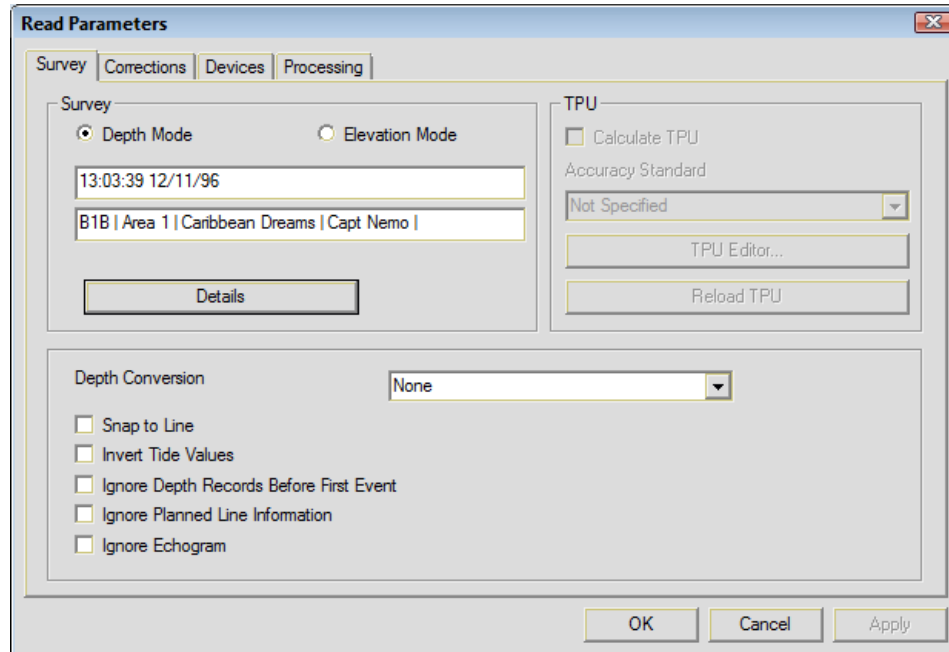 Read Parameters
Survey Corrections Devices Processing
Survey
Depth Mode Elevation Mode
13:03:39 12/11/96
B1B | Area 1 | Caribbean Dreams | Capt Nemo |
Details
TPU
Calculate TPU
Accuracy Standard
Not Specified
TPU Editor...
Reload TPU
Depth Conversion None
Snap to Line
Invert Tide Values
Ignore Depth Records Before First Event
Ignore Planned Line Information
Ignore Echogram
OK Cancel Apply